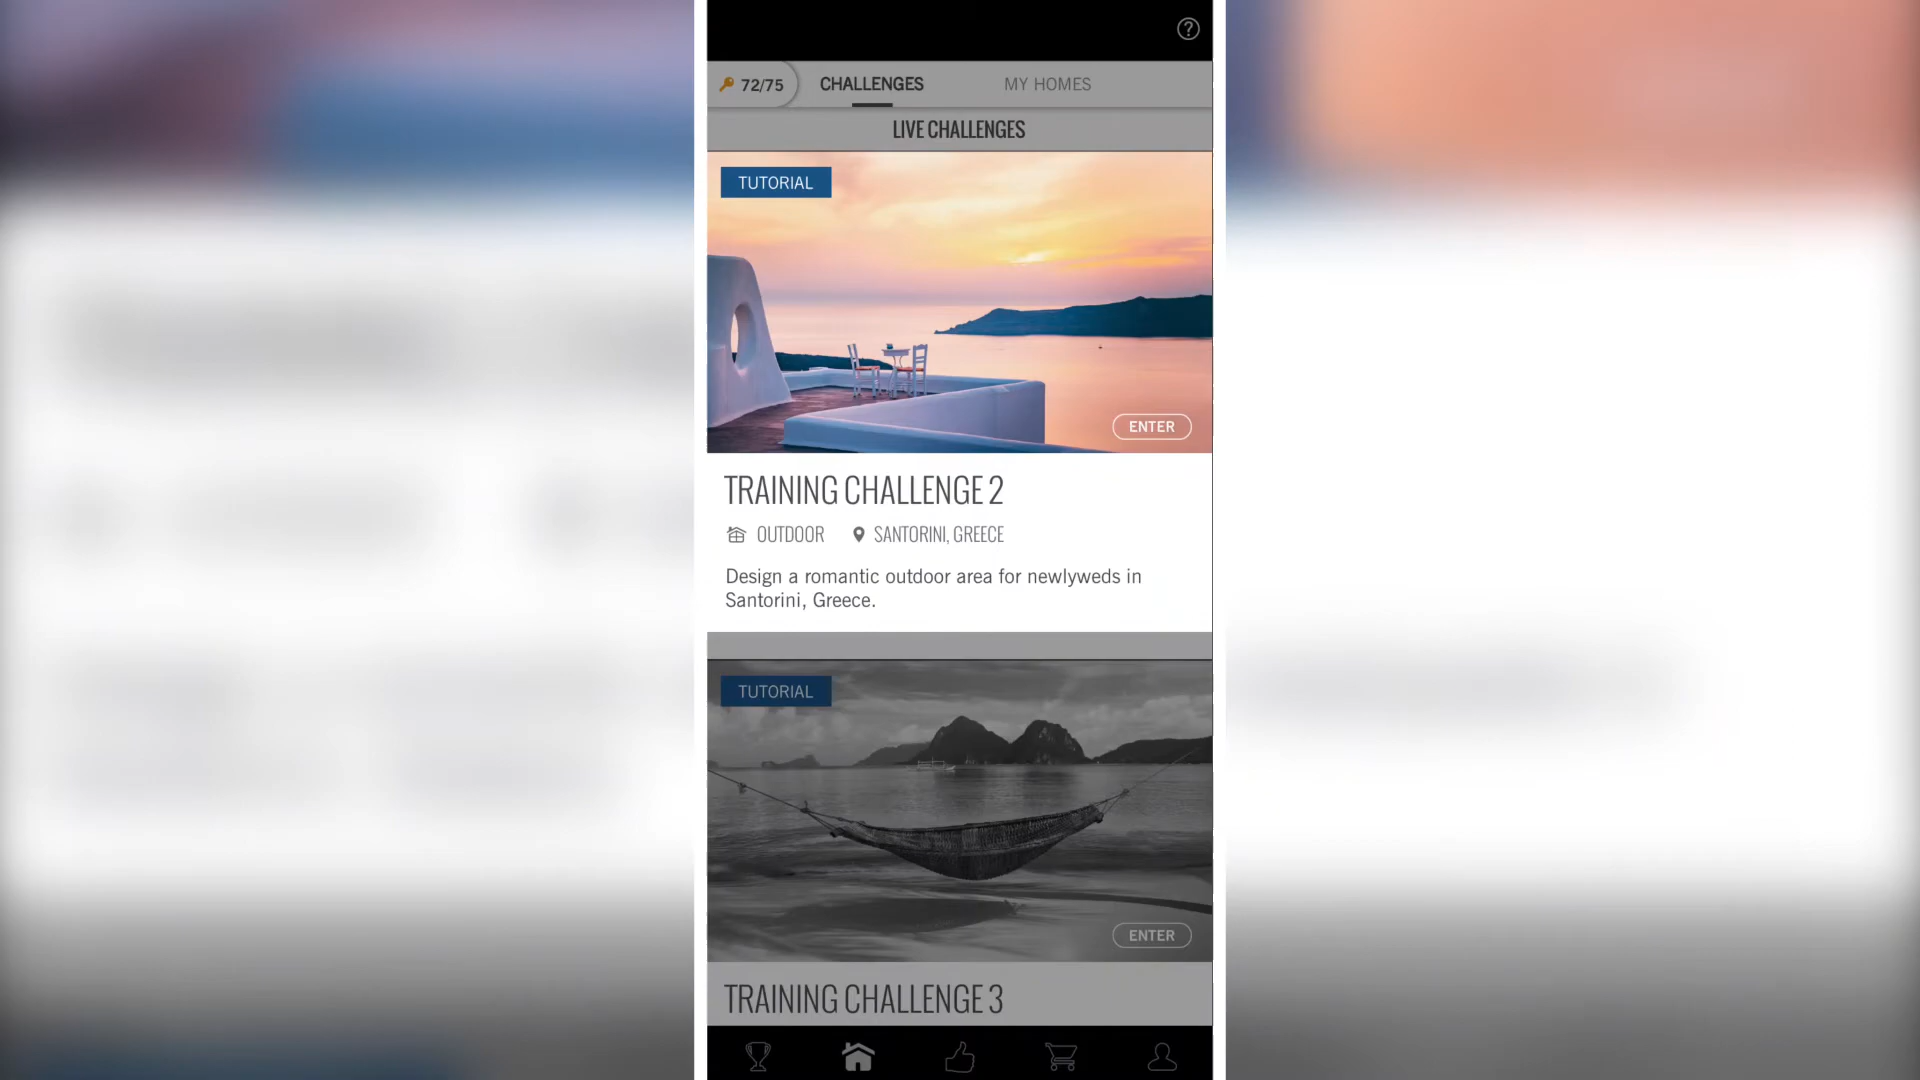 72/75
CHALLENGES
MY HOMES
LIVE CHALLENGES
TUTORIAL
ENTER
TRAINING CHALLENGE 2
OUTDOOR
SANTORINI, GREECE
Design a romantic outdoor area for newlyweds in
Santorini, Greece.
TUTORIAL
ENTER
TRAINING CHALLENGE 3